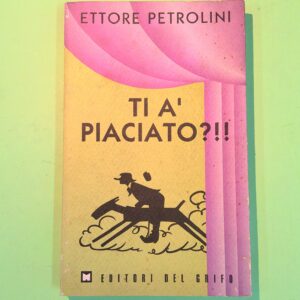 ETTORE PETROLINI
TI A'
PIACIATO?!!
EDITORI DEL GRIFO